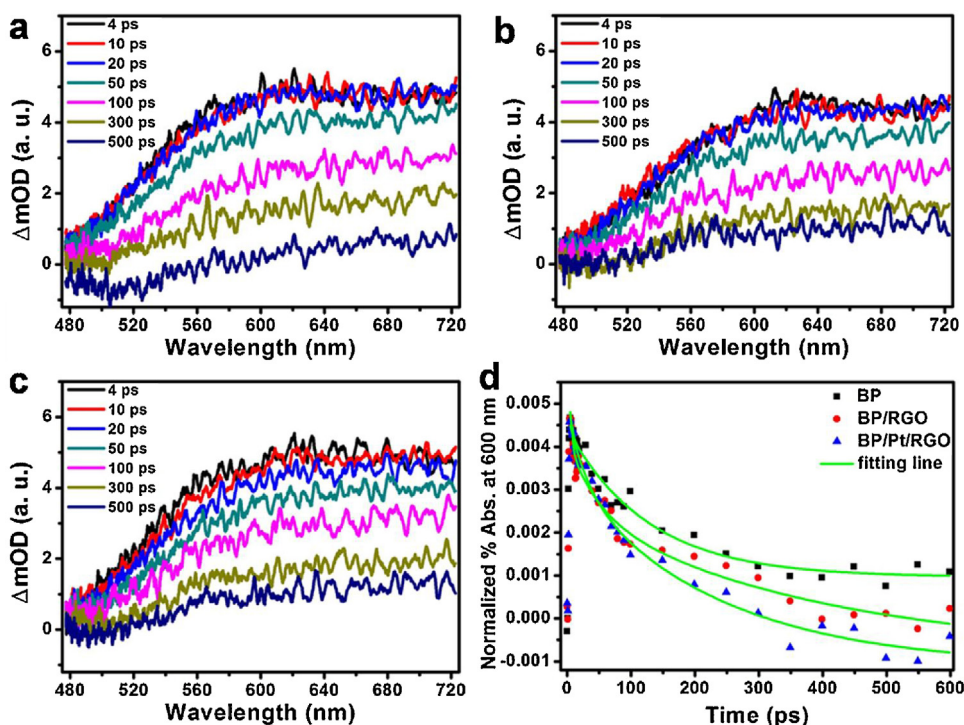 a
4 ps
10 ps
20 ps
50 ps
100 ps
300 ps
500 ps
6
4
2
0
ΔmOD (a. u.)
480 520 560 600 640 680 720
Wavelength (nm)
b
4 ps
10 ps
20 ps
50 ps
100 ps
300 ps
500 ps
6
4
2
0
ΔmOD (a. u.)
480 520 560 600 640 680 720
Wavelength (nm)
c
4 ps
10 ps
20 ps
50 ps
100 ps
300 ps
500 ps
6
4
2
0
ΔmOD (a. u.)
480 520 560 600 640 680 720
Wavelength (nm)
d
BP
BP/RGO
BP/Pt/RGO
fitting line
0.005
0.004
0.003
0.002
0.001
0.000
-0.001
Normalized % Abs. at 600 nm
0 100 200 300 400 500 600
Time (ps)